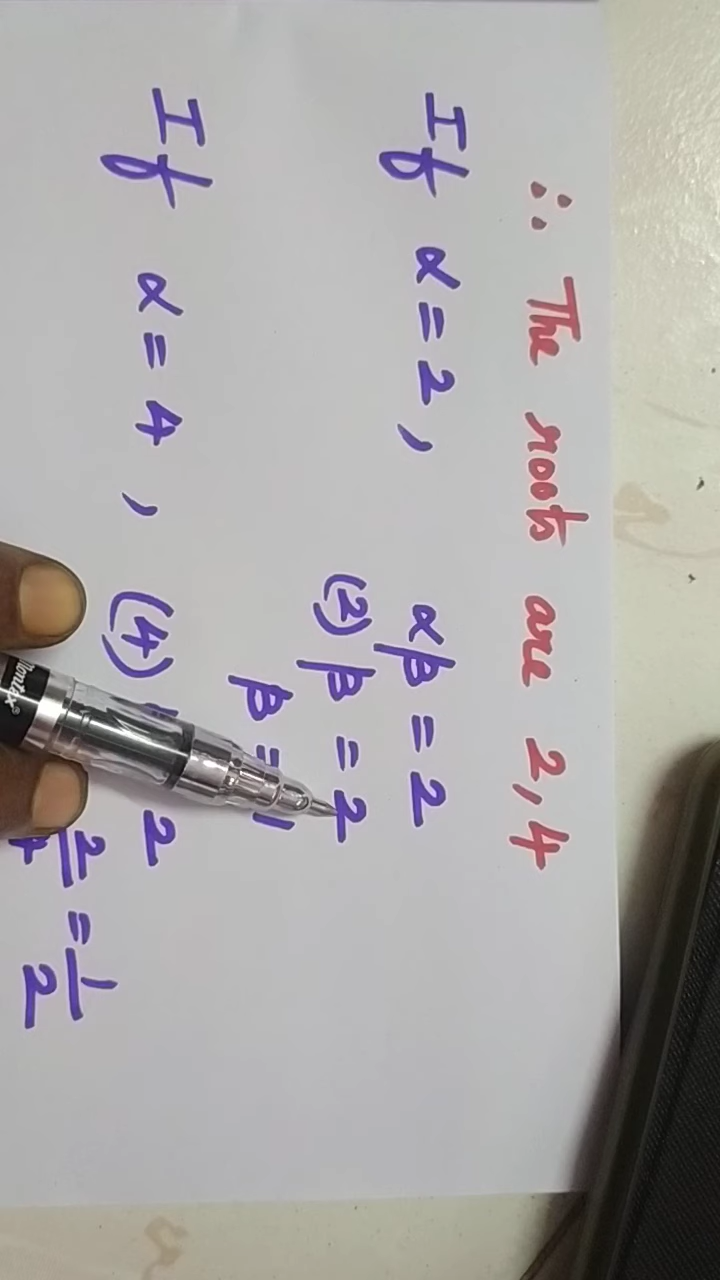 ∴ The roots are 2,4
If α = 2, αβ = 2
(2) β = 2
β = 1
If α = 4, (4) 2
2 = 1
4 2
Montex